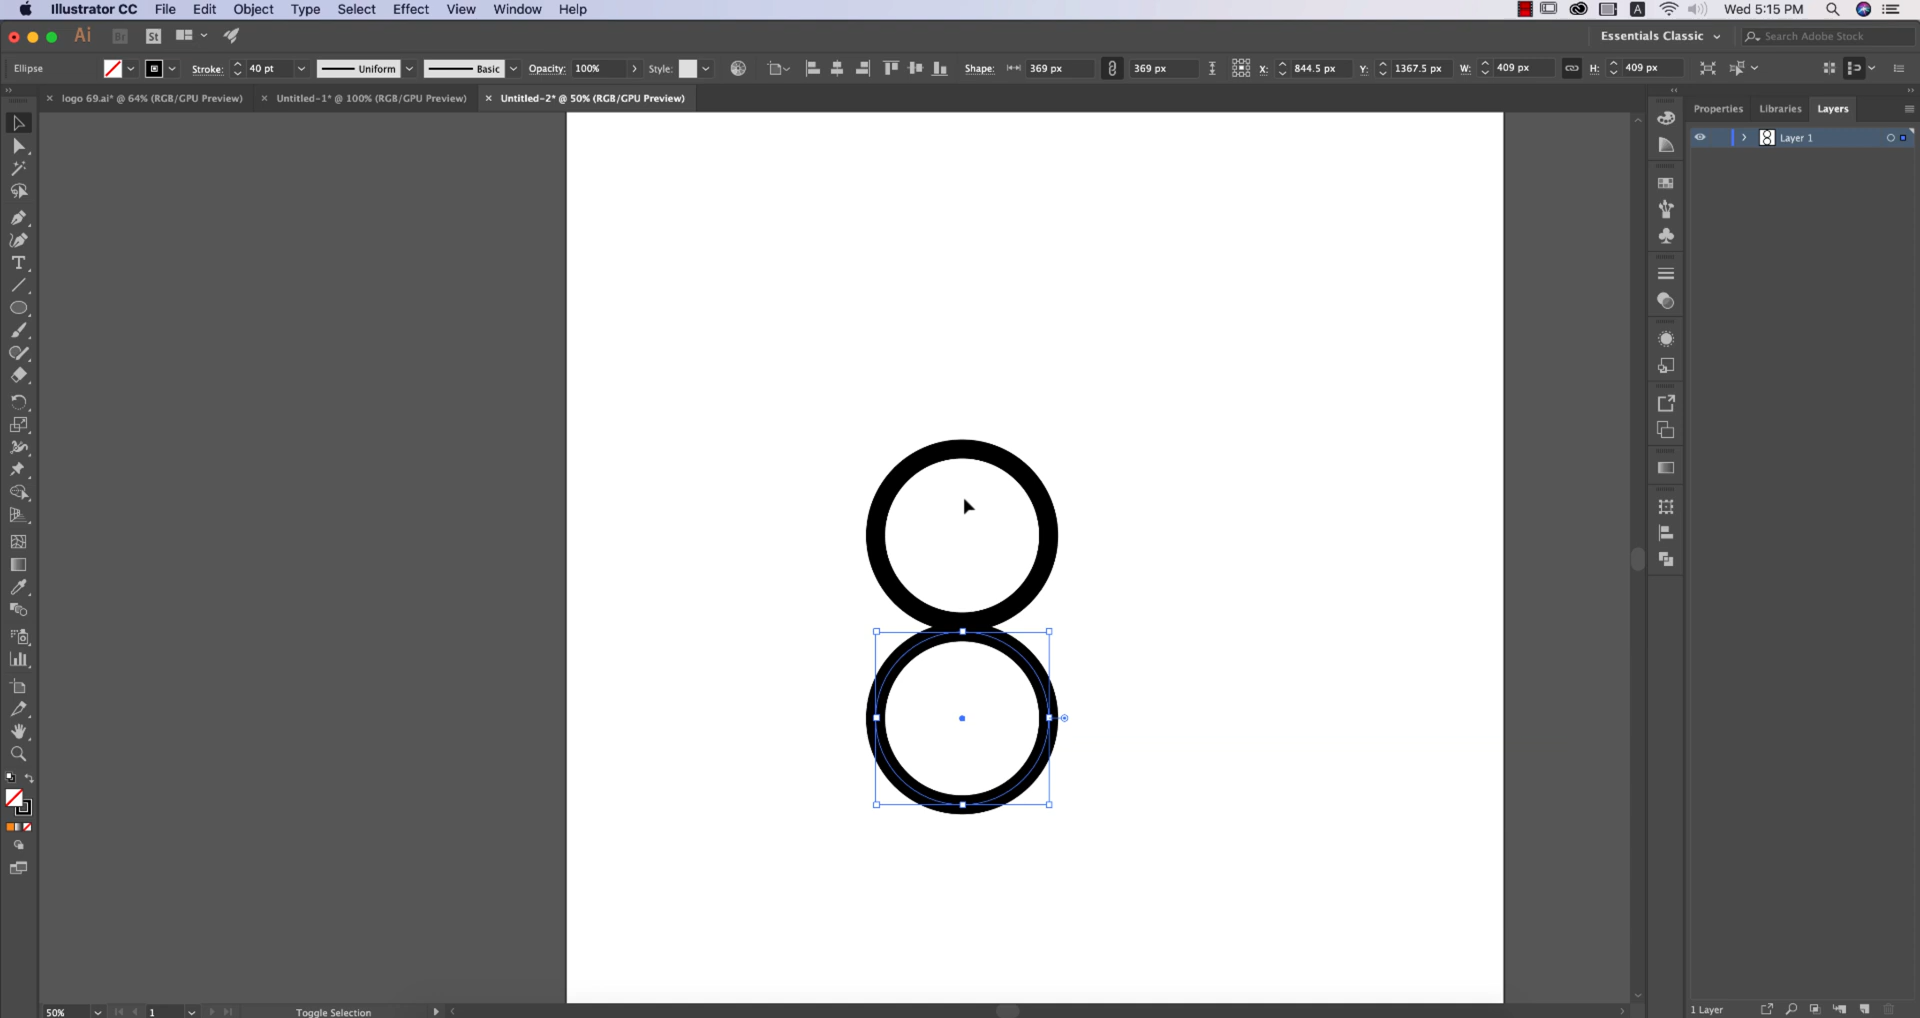 Illustrator CC File Edit Object Type Select Effect View Window Help A Wed 5:15 PM
Ai Br St Essentials Classic Search Adobe Stock
Ellipse Stroke: 40 pt Uniform Basic Opacity: 100% Style: Shape: 369 px 369 px X: 844.5 px Y: 1367.5 px W: 409 px H: 409 px
× logo 69.ai* @ 64% (RGB/GPU Preview) × Untitled-1* @ 100% (RGB/GPU Preview) × Untitled-2* @ 50% (RGB/GPU Preview)
Properties Libraries Layers
Layer 1
T
50% 1 Toggle Selection 1 Layer